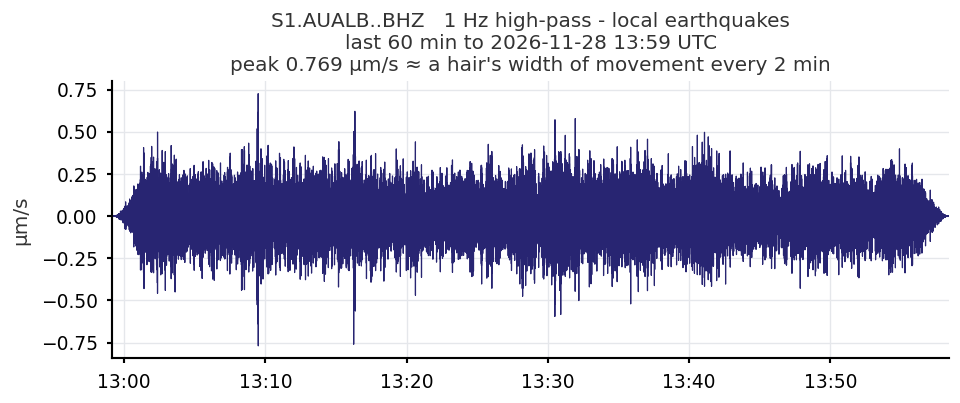 S1.AUALB..BHZ   1 Hz high-pass - local earthquakes
last 60 min to 2026-11-28 13:59 UTC
peak 0.769 µm/s ≈ a hair's width of movement every 2 min
0.75
0.50
0.25
0.00
−0.25
−0.50
−0.75
µm/s
13:00 13:10 13:20 13:30 13:40 13:50